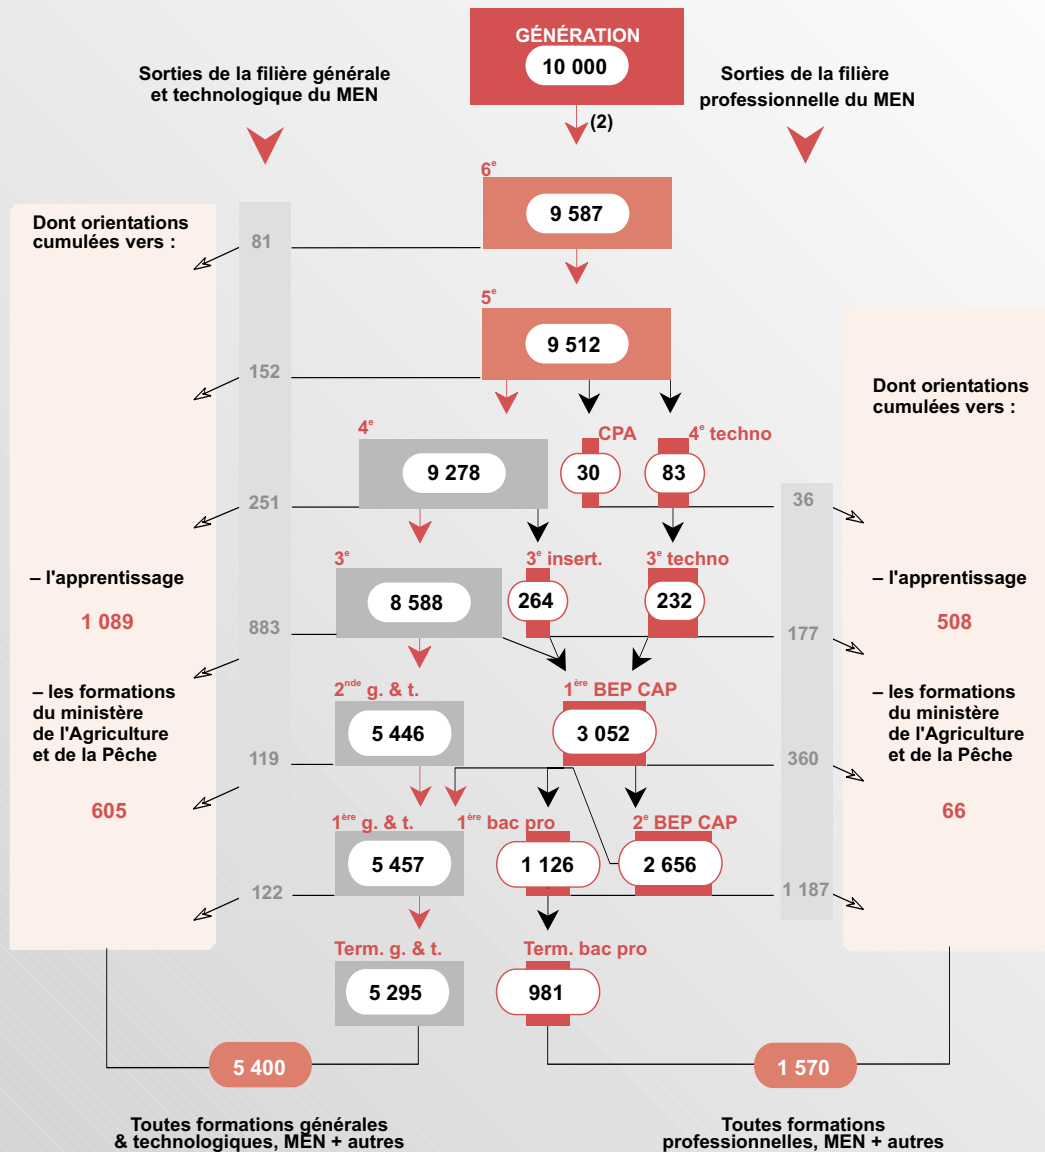 GÉNÉRATION
10 000
Sorties de la filière générale
et technologique du MEN
Sorties de la filière
professionnelle du MEN
(2)
6e
9 587
Dont orientations
cumulées vers :
81
5e
9 512
152
Dont orientations
cumulées vers :
4e
CPA
4e techno
9 278
30
83
251
36
3e
3e insert.
3e techno
– l'apprentissage
– l'apprentissage
8 588
264
232
1 089
508
883
177
– les formations
du ministère
de l'Agriculture
et de la Pêche
2nde g. & t.
1ère BEP CAP
– les formations
du ministère
de l'Agriculture
et de la Pêche
5 446
3 052
119
360
605
66
1ère g. & t.
1ère bac pro
2e BEP CAP
5 457
1 126
2 656
122
1 187
Term. g. & t.
Term. bac pro
5 295
981
5 400
1 570
Toutes formations générales
& technologiques, MEN + autres
Toutes formations
professionnelles, MEN + autres